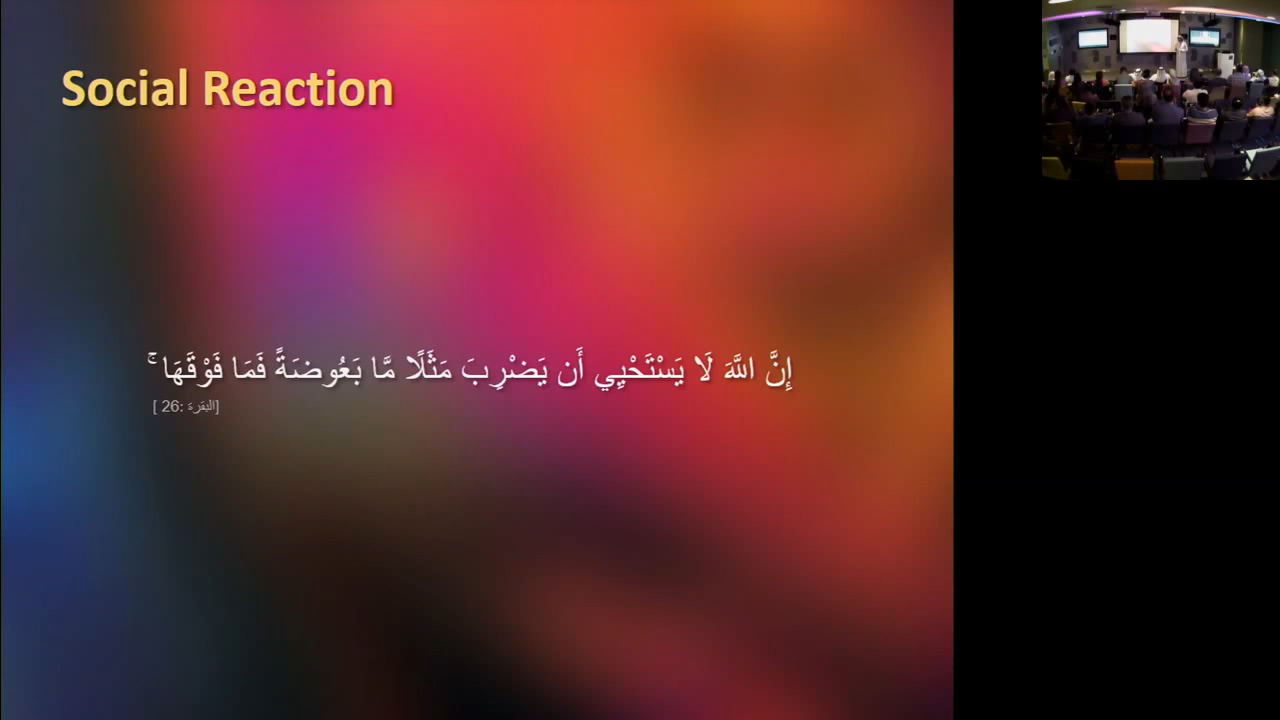 Social Reaction
إِنَّ اللَّهَ لَا يَسْتَحْيِي أَن يَضْرِبَ مَثَلًا مَّا بَعُوضَةً فَمَا فَوْقَهَا ۚ
[البقرة :26 ]